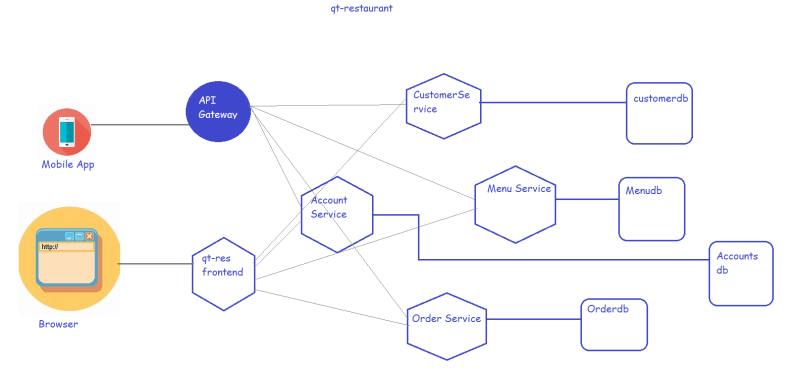 qt-restaurant
API
Gateway
CustomerSe
rvice
customerdb
Mobile App
Account
Service
Menu Service
Menudb
http://
qt-res
frontend
Accounts
db
Browser
Order Service
Orderdb